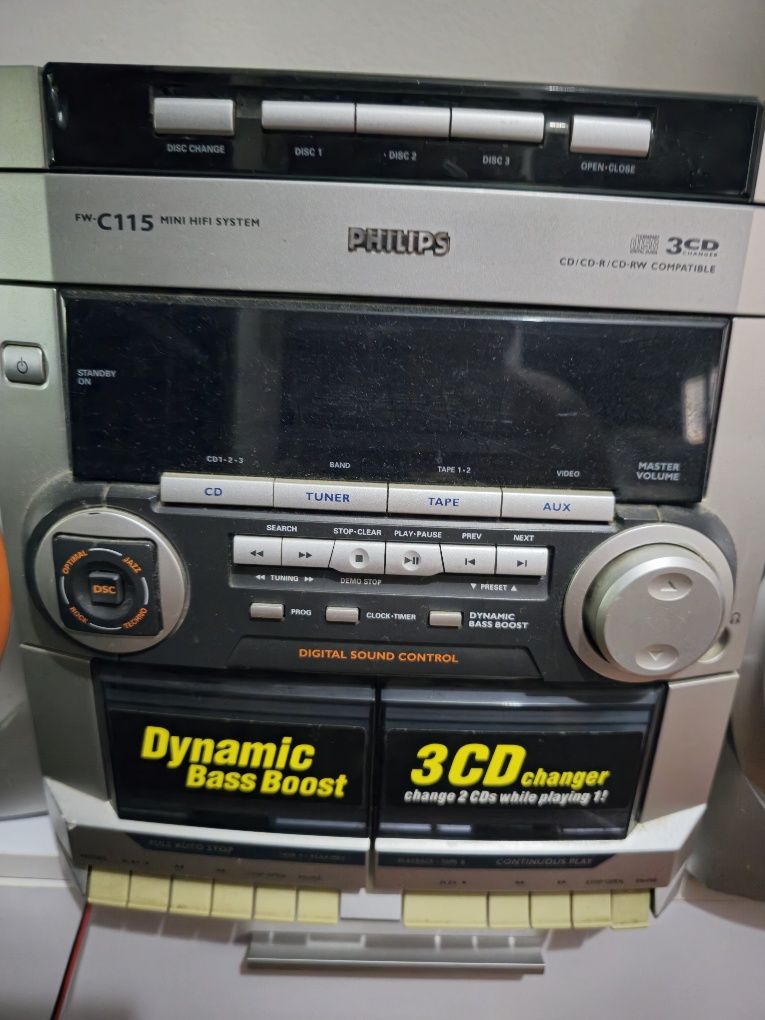 DISC CHANGE
DISC 1
DISC 2
DISC 3
OPEN•CLOSE
FW-C115 MINI HIFI SYSTEM
PHILIPS
3CD
CHANGER
CD/CD-R/CD-RW COMPATIBLE
STANDBY
ON
CD1•2•3
BAND
TAPE 1•2
VIDEO
MASTER
VOLUME
CD
TUNER
TAPE
AUX
SEARCH
STOP•CLEAR
PLAY•PAUSE
PREV
NEXT
TUNING
DEMO STOP
▼ PRESET ▲
OPTIMAL
JAZZ
DSC
ROCK
TECHNO
PROG
CLOCK•TIMER
DYNAMIC
BASS BOOST
DIGITAL SOUND CONTROL
Dynamic
Bass Boost
3CD changer
change 2 CDs while playing 1!
FULL AUTO STOP
CONTINUOUS PLAY